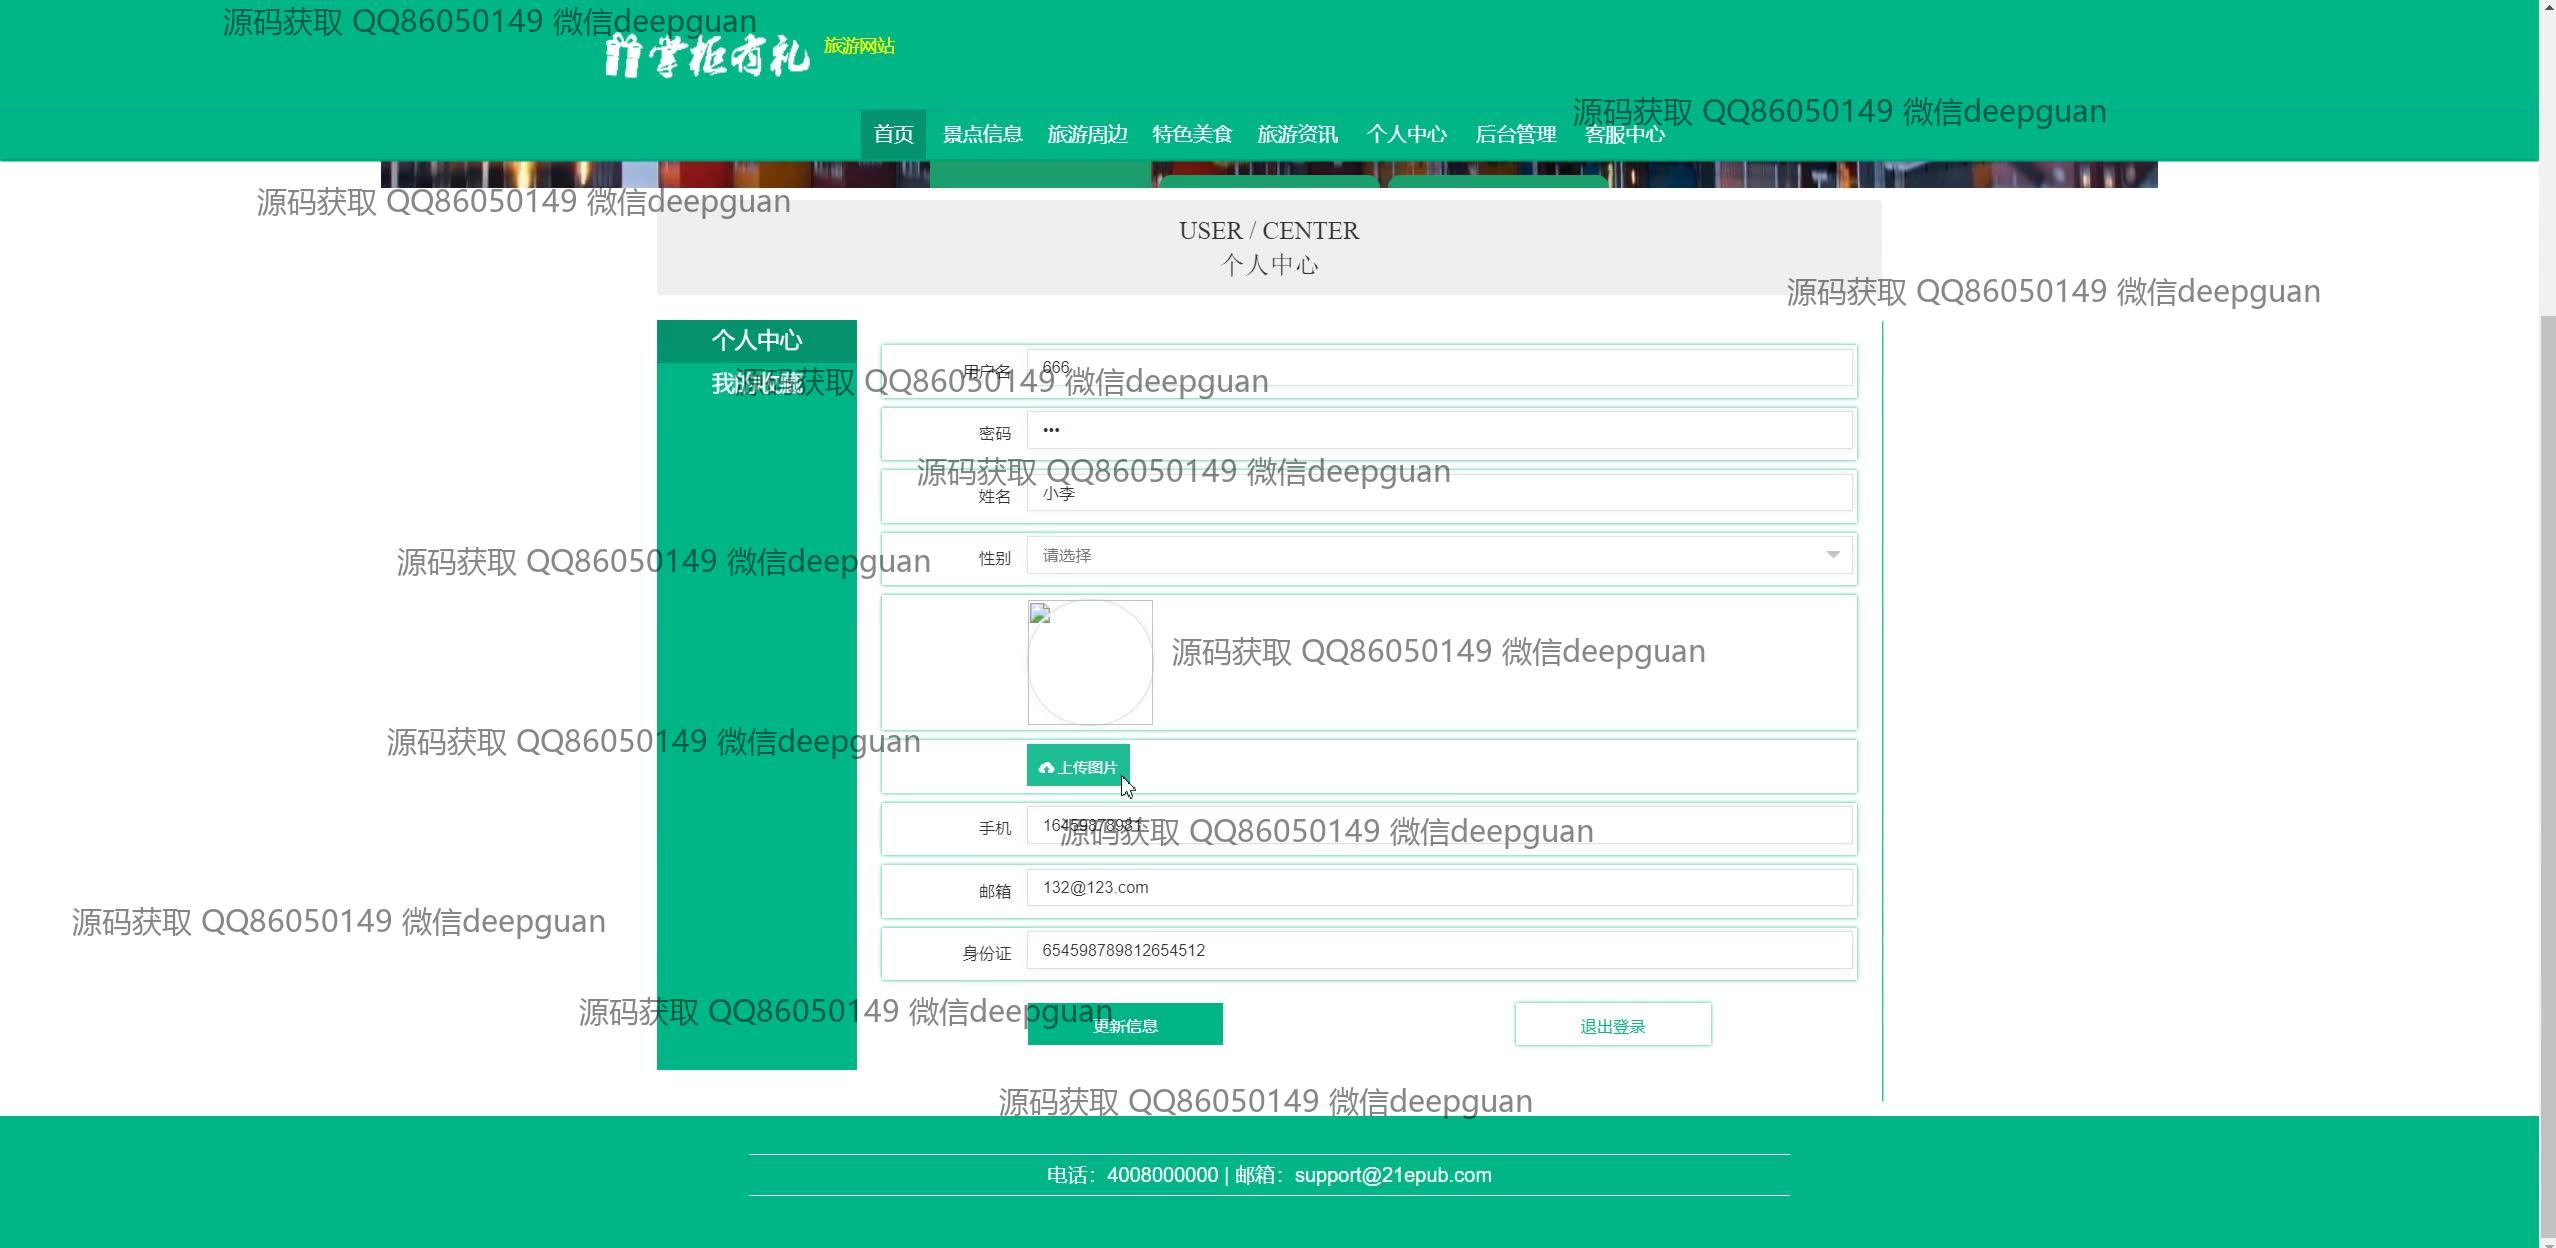 源码获取 QQ86050149 微信deepguan
掌柜有礼
旅游网站
源码获取 QQ86050149 微信deepguan
首页 景点信息 旅游周边 特色美食 旅游资讯 个人中心 后台管理 客服中心
源码获取 QQ86050149 微信deepguan
USER / CENTER
个人中心
源码获取 QQ86050149 微信deepguan
个人中心
我的收藏
用户名 666
源码获取 QQ86050149 微信deepguan
密码 •••
源码获取 QQ86050149 微信deepguan
姓名 小李
性别 请选择
源码获取 QQ86050149 微信deepguan
源码获取 QQ86050149 微信deepguan
源码获取 QQ86050149 微信deepguan
上传图片
手机 16459878981
源码获取 QQ86050149 微信deepguan
邮箱 132@123.com
源码获取 QQ86050149 微信deepguan
身份证 654598789812654512
源码获取 QQ86050149 微信deepguan
更新信息 退出登录
源码获取 QQ86050149 微信deepguan
电话：4008000000 | 邮箱：support@21epub.com